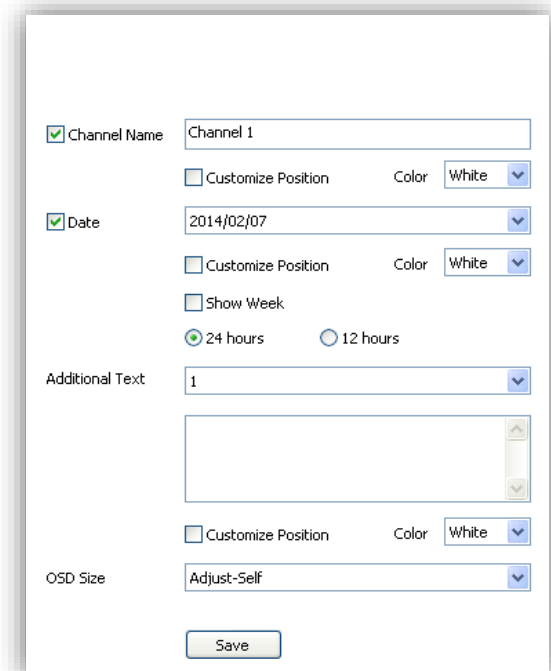 Channel Name Channel 1
Customize Position Color White
Date 2014/02/07
Customize Position Color White
Show Week
24 hours 12 hours
Additional Text 1
Customize Position Color White
OSD Size Adjust-Self
Save